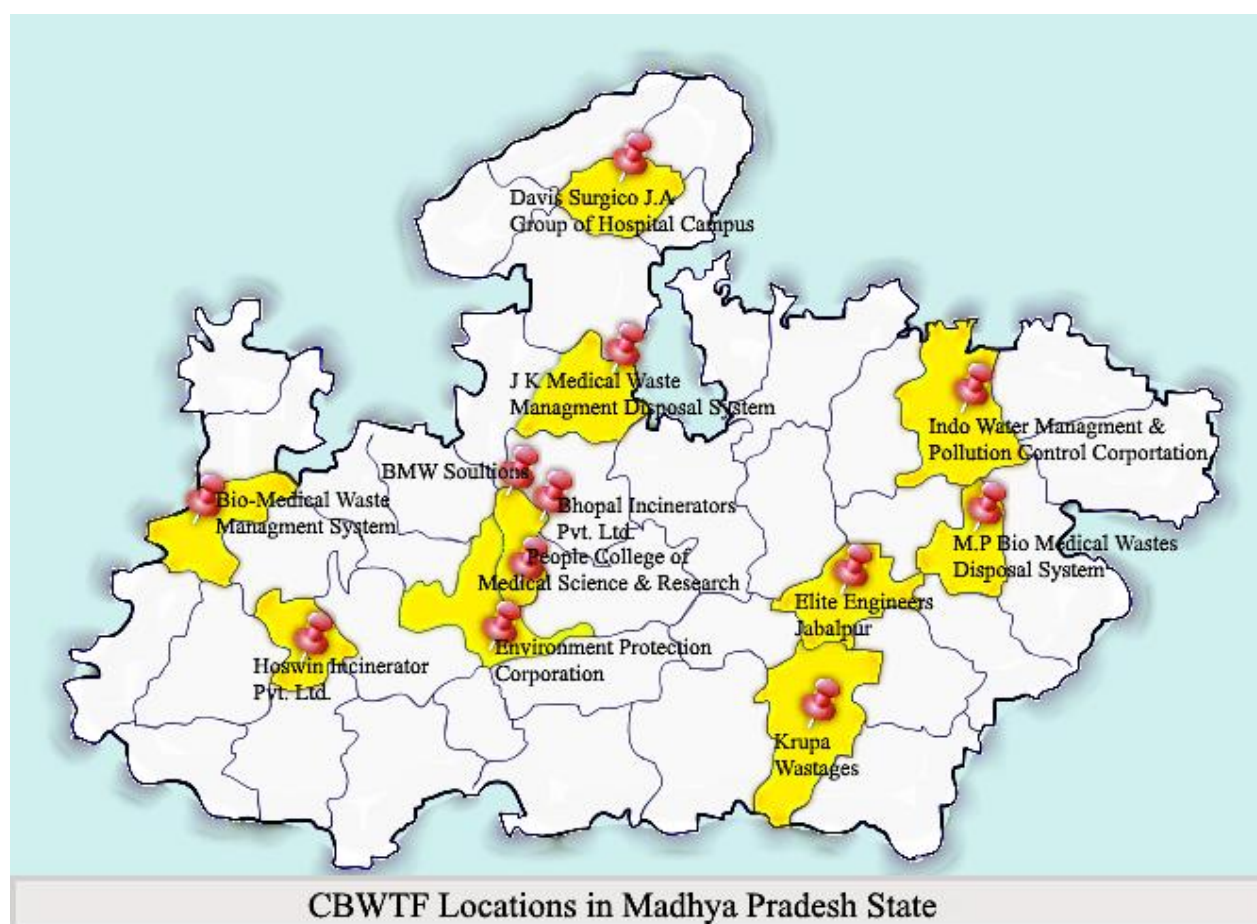 Davis Surgico J.A
Group of Hospital Campus
J K Medical Waste
Managment Disposal System
Indo Water Managment &
Pollution Control Corportation
BMW Soultions
Bio-Medical Waste
Managment System
Bhopal Incinerators
Pvt. Ltd.
People College of
Medical Science & Research
M.P Bio Medical Wastes
Disposal System
Elite Engineers
Jabalpur
Environment Protection
Corporation
Hoswin Incinerator
Pvt. Ltd.
Krupa
Wastages
CBWTF Locations in Madhya Pradesh State